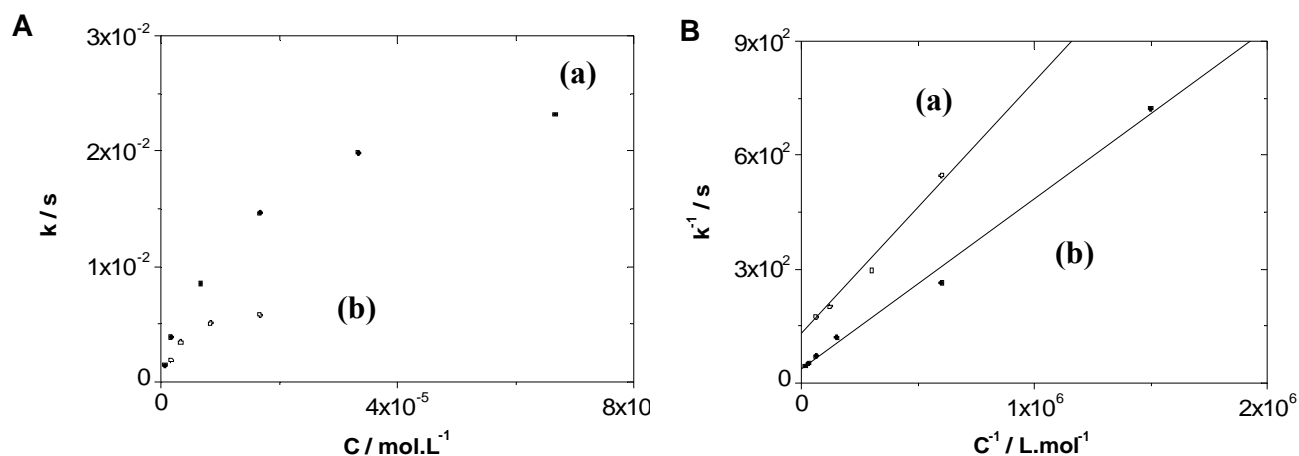 A
3x10⁻²
2x10⁻²
1x10⁻²
0
k / s
(a)
(b)
0
4x10⁻⁵
8x10
C / mol.L⁻¹
B
9x10²
6x10²
3x10²
0
k⁻¹ / s
(a)
(b)
0
1x10⁶
2x10⁶
C⁻¹ / L.mol⁻¹